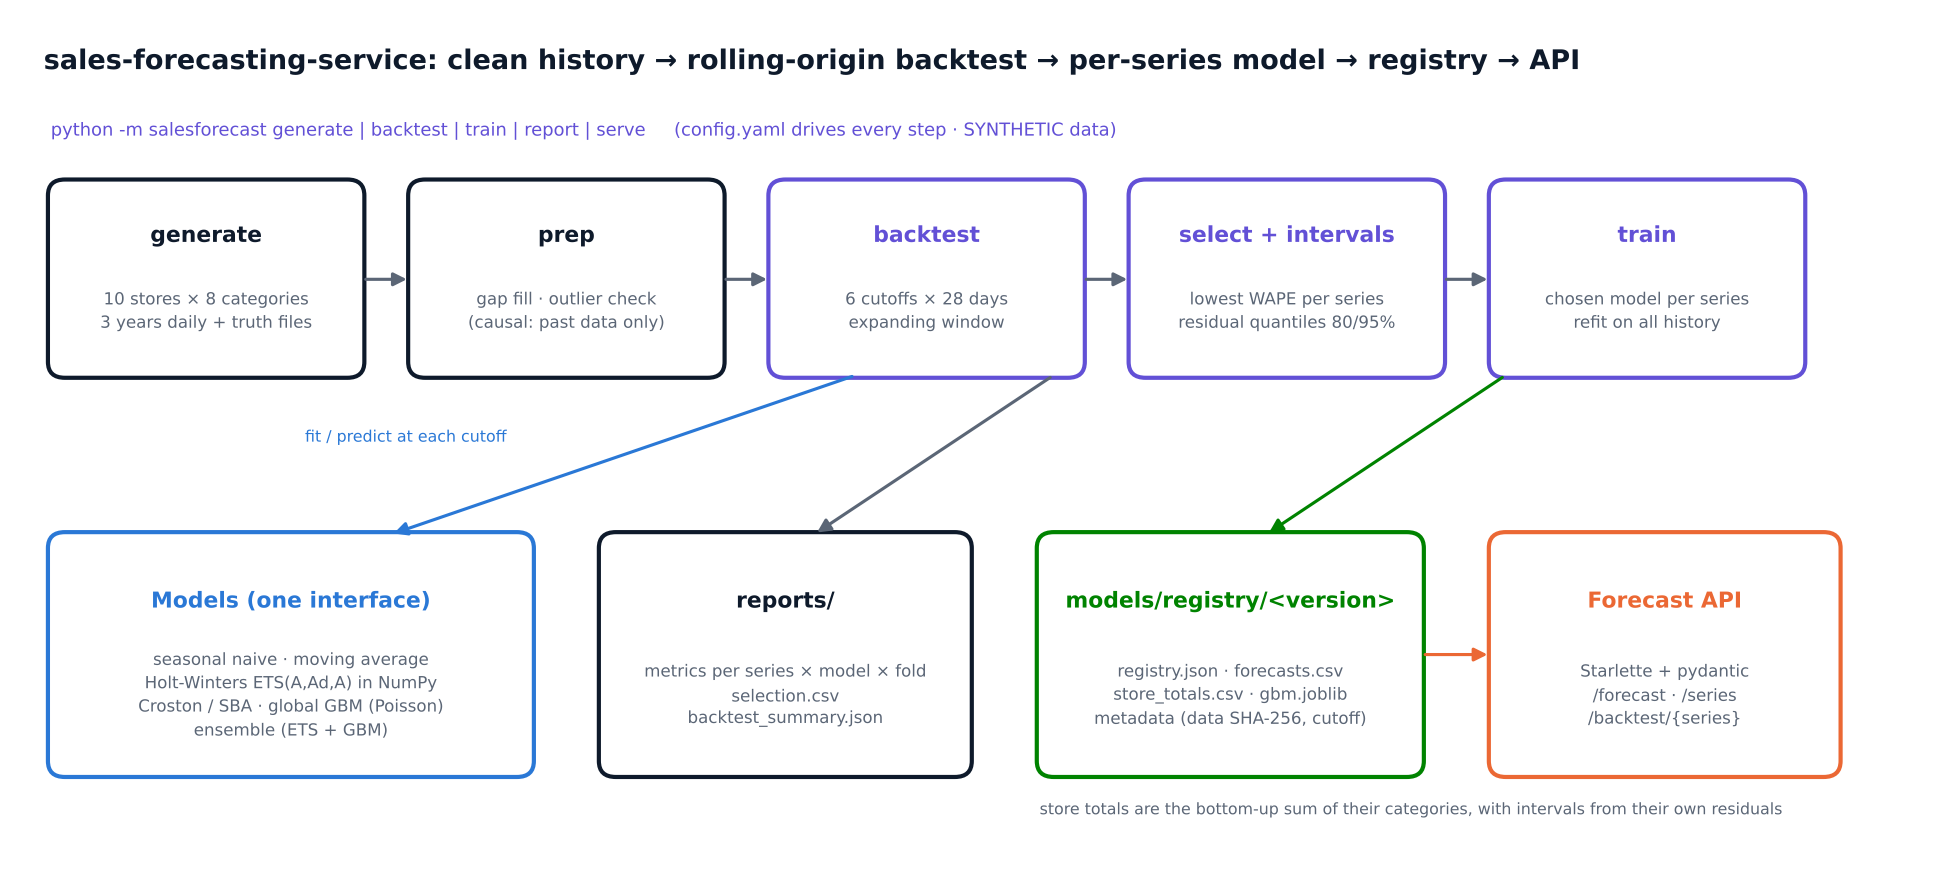 sales-forecasting-service: clean history → rolling-origin backtest → per-series model → registry → API
python -m salesforecast generate | backtest | train | report | serve (config.yaml drives every step · SYNTHETIC data)
generate
10 stores × 8 categories
3 years daily + truth files
prep
gap fill · outlier check
(causal: past data only)
backtest
6 cutoffs × 28 days
expanding window
select + intervals
lowest WAPE per series
residual quantiles 80/95%
train
chosen model per series
refit on all history
fit / predict at each cutoff
Models (one interface)
seasonal naive · moving average
Holt-Winters ETS(A,Ad,A) in NumPy
Croston / SBA · global GBM (Poisson)
ensemble (ETS + GBM)
reports/
metrics per series × model × fold
selection.csv
backtest_summary.json
models/registry/<version>
registry.json · forecasts.csv
store_totals.csv · gbm.joblib
metadata (data SHA-256, cutoff)
Forecast API
Starlette + pydantic
/forecast · /series
/backtest/{series}
store totals are the bottom-up sum of their categories, with intervals from their own residuals